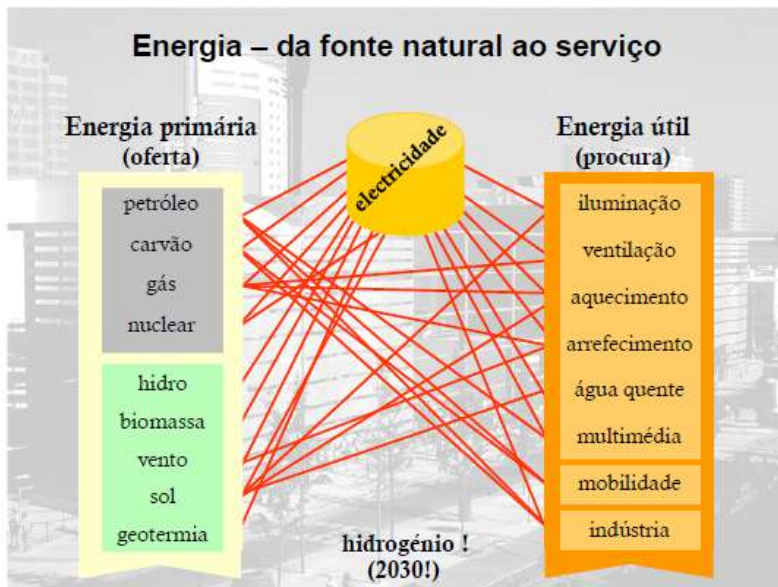 Energia – da fonte natural ao serviço
Energia primária
(oferta)
petróleo
carvão
gás
nuclear
hidro
biomassa
vento
sol
geotermia
electricidade
hidrogénio !
(2030!)
Energia útil
(procura)
iluminação
ventilação
aquecimento
arrefecimento
água quente
multimédia
mobilidade
indústria